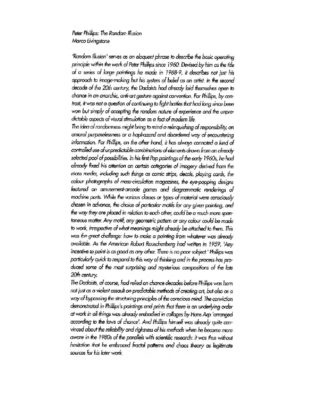 Peter Phillips: The Random Illusion
Marco Livingstone
'Random Illusion' serves as an eloquent phrase to describe the basic operating
principle within the work of Peter Phillips since 1960. Devised by him as the title
of a series of large paintings he made in 1968-9, it describes not just his
approach to image-making but his system of belief as an artist. In the second
decade of the 20th century, the Dadaists had already laid themselves open to
chance in an anarchic, anti-art gesture against convention. For Phillips, by con-
trast, it was not a question of continuing to fight battles that had long since been
won but simply of accepting the random nature of experience and the unpre-
dictable aspects of visual stimulation as a fact of modern life.
The idea of randomness might bring to mind a relinquishing of responsibility, an
amoral purposelessness or a haphazard and disordered way of encountering
information. For Phillips, on the other hand, it has always connoted a kind of
controlled use of unpredictable combinations of elements drawn from an already
selected pool of possibilities. In his first Pop paintings of the early 1960s, he had
already fixed his attention on certain categories of imagery derived from the
mass media, including such things as comic strips, decals, playing cards, the
colour photographs of mass-circulation magazines, the eye-popping designs
featured on amusement-arcade games and diagrammatic renderings of
machine parts. While the various classes or types of material were consciously
chosen in advance, the choice of particular motifs for any given painting, and
the way they are placed in relation to each other, could be a much more spon-
taneous matter. Any motif, any geometric pattern or any colour could be made
to work, irrespective of what meanings might already be attached to them. This
was the great challenge: how to make a painting from whatever was already
available. As the American Robert Rauschenberg had written in 1959, 'Any
incentive to paint is as good as any other. There is no poor subject.' Phillips was
particularly quick to respond to this way of thinking and in the process has pro-
duced some of the most surprising and mysterious compositions of the late
20th century.
The Dadaists, of course, had relied on chance decades before Phillips was born
not just as a violent assault on predictable methods of creating art, but also as a
way of bypassing the structuring principles of the conscious mind. The conviction
demonstrated in Phillips's paintings and prints that there is an underlying order
at work in all things was already embodied in collages by Hans Arp 'arranged
according to the laws of chance'. And Phillips himself was already quite con-
vinced about the reliability and rightness of his methods when he became more
aware in the 1980s of the parallels with scientific research: it was thus without
hesitation that he embraced fractal patterns and chaos theory as legitimate
sources for his later work.